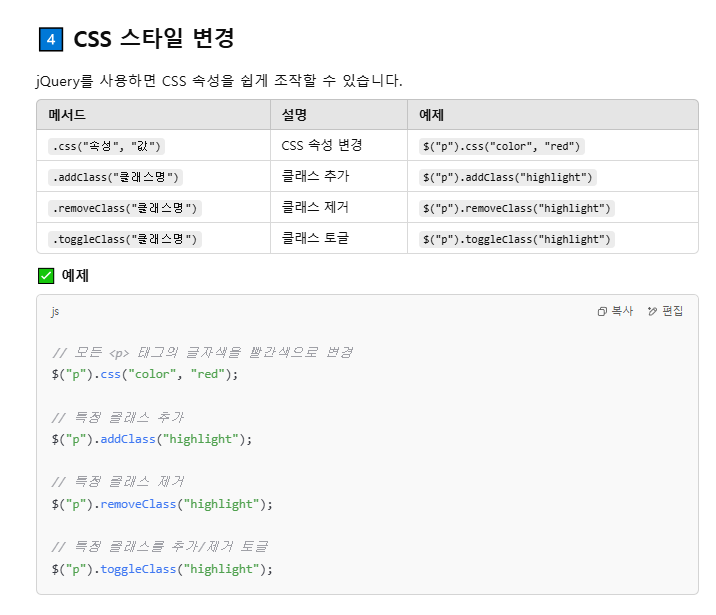 4 CSS 스타일 변경
jQuery를 사용하면 CSS 속성을 쉽게 조작할 수 있습니다.
메서드 설명 예제
.css("속성", "값") CSS 속성 변경 $("p").css("color", "red")
.addClass("클래스명") 클래스 추가 $("p").addClass("highlight")
.removeClass("클래스명") 클래스 제거 $("p").removeClass("highlight")
.toggleClass("클래스명") 클래스 토글 $("p").toggleClass("highlight")
✅ 예제
js 복사 편집
// 모든 <p> 태그의 글자색을 빨간색으로 변경
$("p").css("color", "red");
// 특정 클래스 추가
$("p").addClass("highlight");
// 특정 클래스 제거
$("p").removeClass("highlight");
// 특정 클래스를 추가/제거 토글
$("p").toggleClass("highlight");